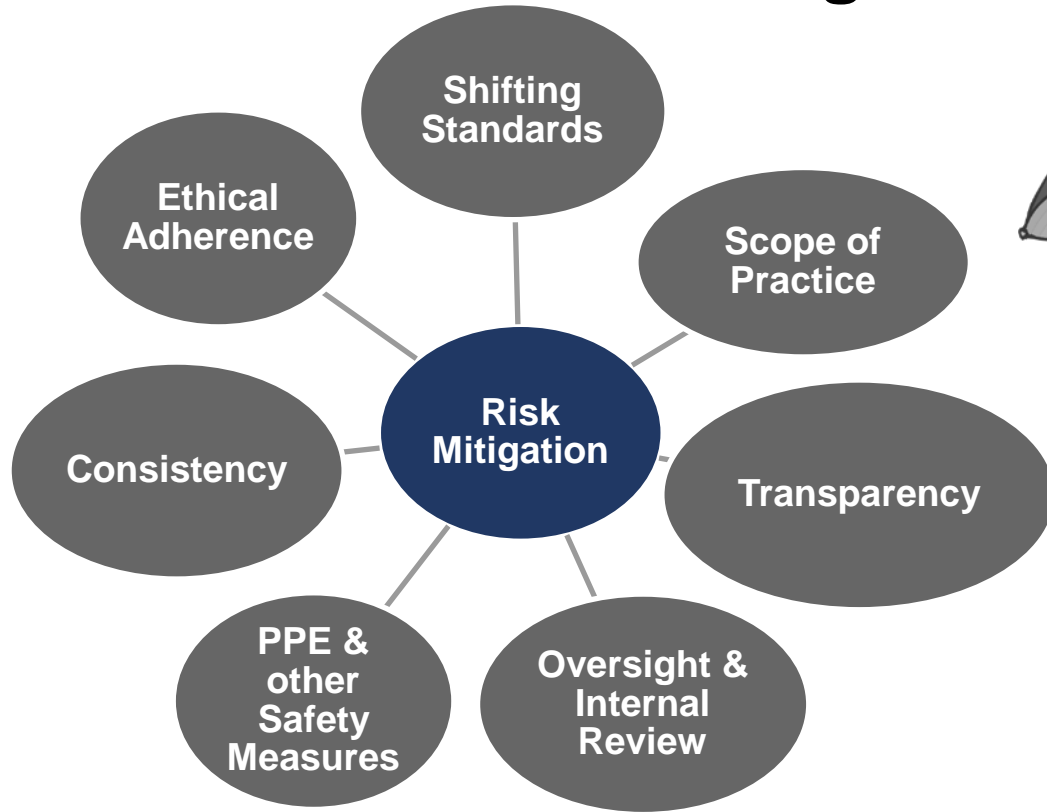 Shifting
Standards
Ethical
Adherence
Scope of
Practice
Risk
Mitigation
Consistency
Transparency
PPE &
other
Safety
Measures
Oversight &
Internal
Review